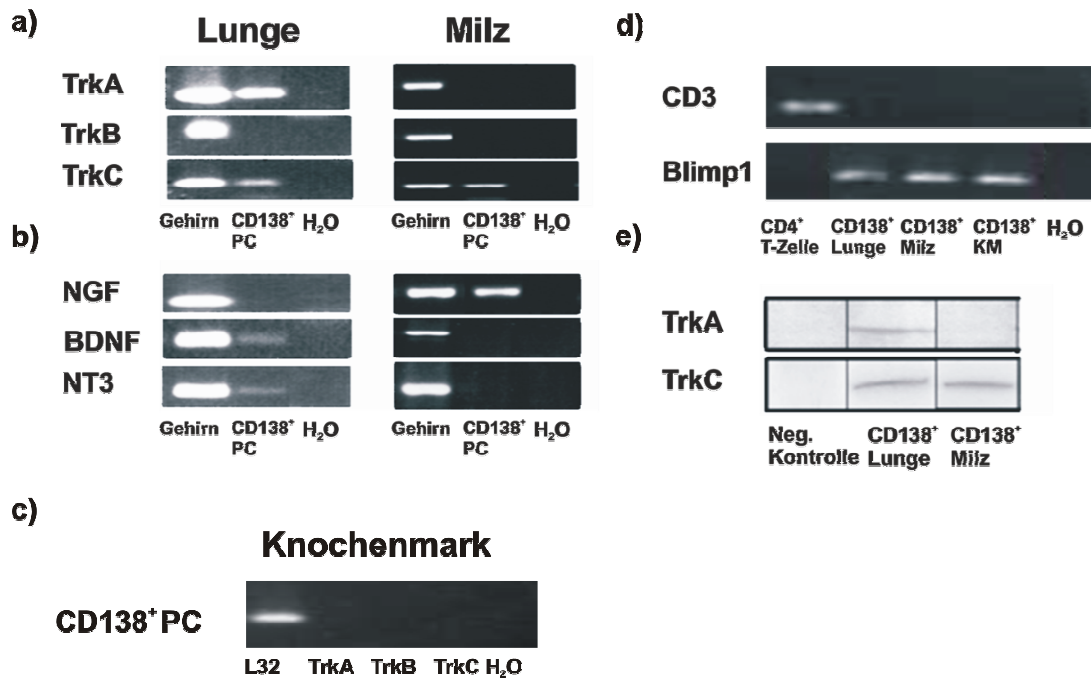 a)
Lunge
Milz
TrkA
TrkB
TrkC
Gehirn CD138⁺ PC H₂O
Gehirn CD138⁺ PC H₂O
b)
NGF
BDNF
NT3
Gehirn CD138⁺ PC H₂O
Gehirn CD138⁺ PC H₂O
c)
Knochenmark
CD138⁺ PC
L32 TrkA TrkB TrkC H₂O
d)
CD3
Blimp1
CD4⁺ T-Zelle CD138⁺ Lunge CD138⁺ Milz CD138⁺ KM H₂O
e)
TrkA
TrkC
Neg. Kontrolle CD138⁺ Lunge CD138⁺ Milz